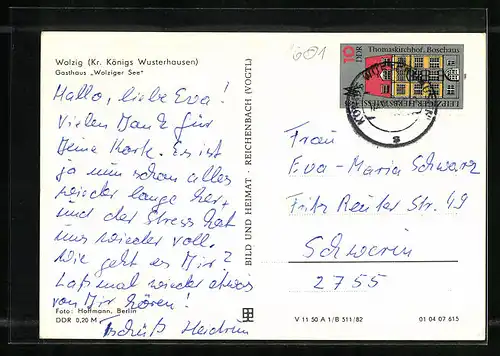 601
Wolzig (Kr. Königs Wusterhausen)
Gasthaus „Wolziger See"
Hallo, liebe Eva!
Vielen Dank für
Deine Karte. Es ist
ja nun schon alles
wieder lange her,
und der Stress hat
uns wieder voll.
Wie geht es Dir?
Laß mal wieder etwas
von Dir hören!
Tschüß Heidrun
Foto: Hoffmann, Berlin
DDR 0,20 M
BILD UND HEIMAT · REICHENBACH (VOGTL)
10 DDR
Thomaskirchhof, Bosehaus
Frau
Eva-Maria Schwarz
Fritz Reuter Str. 49
Schwerin
2755
V 11 50 A 1/B 511/82
01 04 07 615